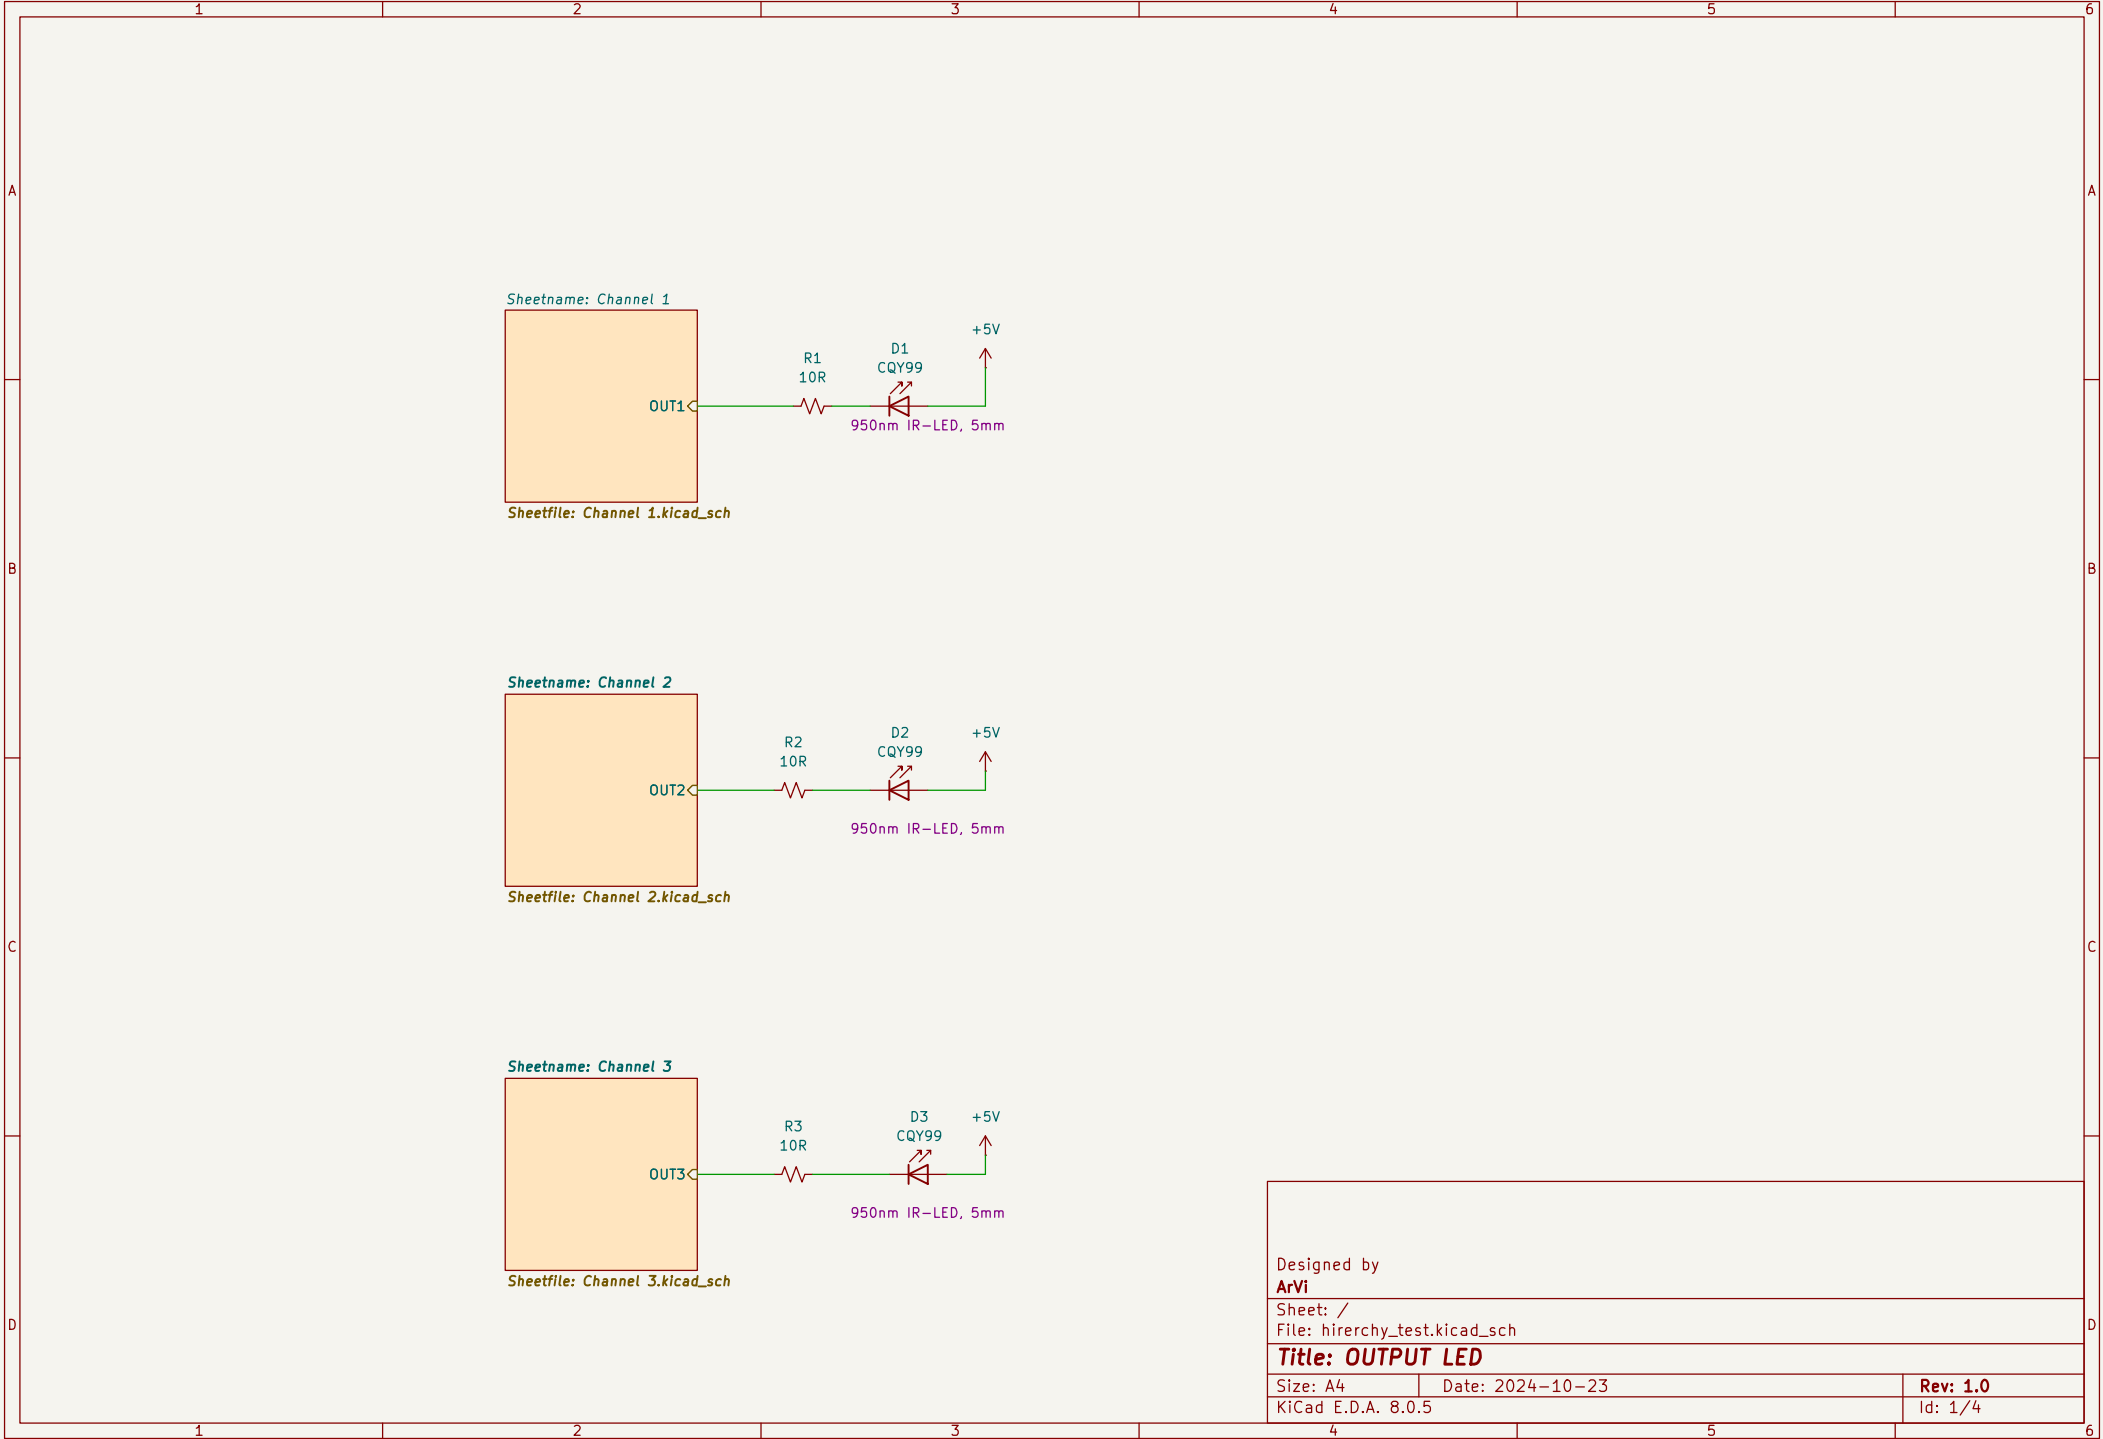 1 2 3 4 5 6
A A
Sheetname: Channel 1
+5V
D1
CQY99
R1
10R
OUT1
950nm IR-LED, 5mm
Sheetfile: Channel 1.kicad_sch
B B
Sheetname: Channel 2
+5V
D2
CQY99
R2
10R
OUT2
950nm IR-LED, 5mm
Sheetfile: Channel 2.kicad_sch
C C
Sheetname: Channel 3
+5V
D3
CQY99
R3
10R
OUT3
950nm IR-LED, 5mm
Sheetfile: Channel 3.kicad_sch
Designed by
ArVi
Sheet: /
File: hirerchy_test.kicad_sch
D D
Title: OUTPUT LED
Size: A4 Date: 2024-10-23 Rev: 1.0
KiCad E.D.A. 8.0.5 Id: 1/4
1 2 3 4 5 6